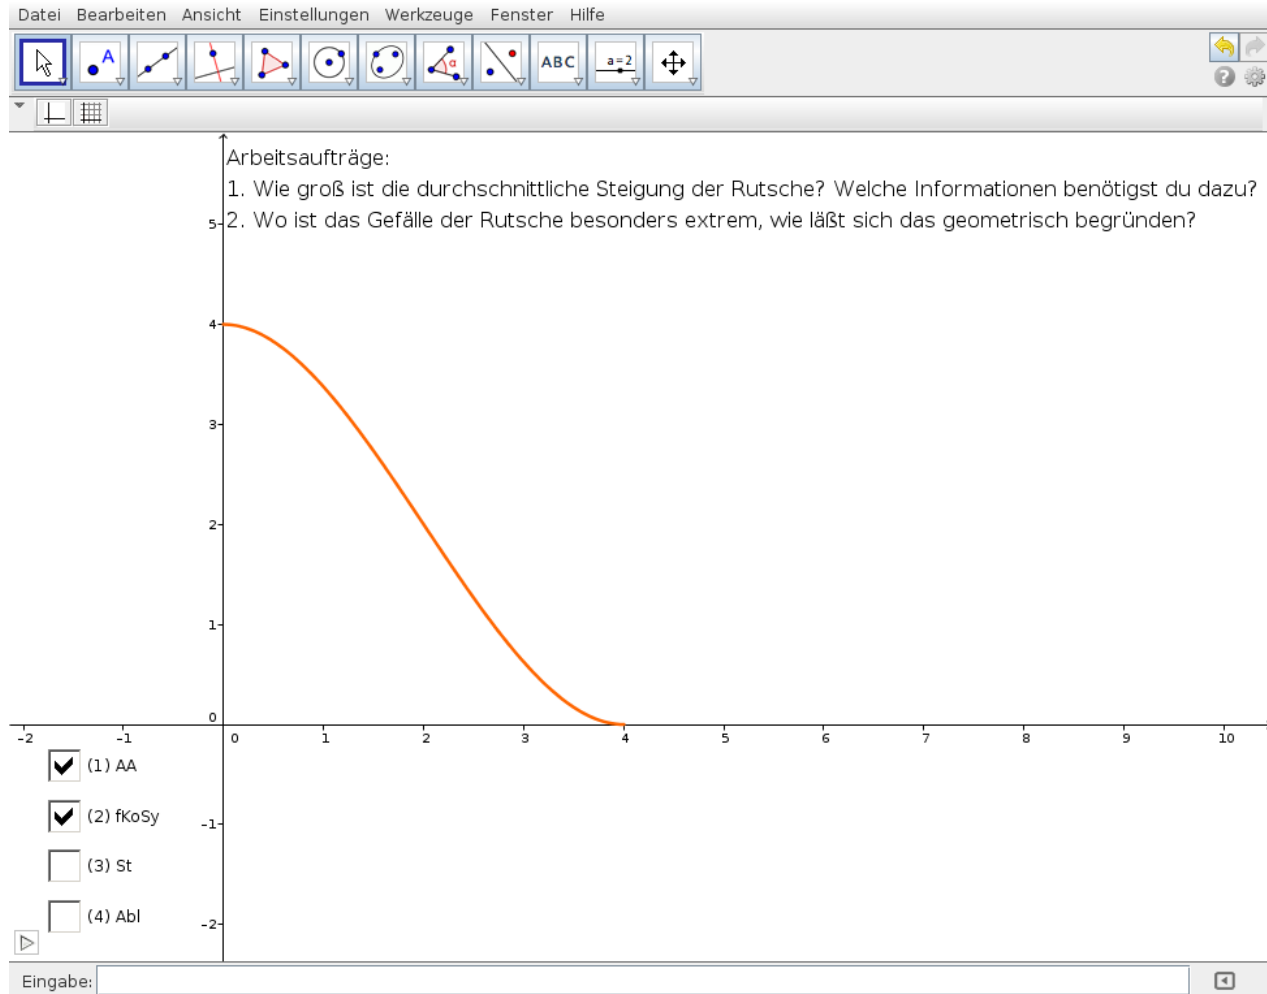 Datei Bearbeiten Ansicht Einstellungen Werkzeuge Fenster Hilfe
A
α
ABC
a=2
Arbeitsaufträge:
1. Wie groß ist die durchschnittliche Steigung der Rutsche? Welche Informationen benötigst du dazu?
2. Wo ist das Gefälle der Rutsche besonders extrem, wie läßt sich das geometrisch begründen?
5
4
3
2
1
0
-2 -1 0 1 2 3 4 5 6 7 8 9 10
(1) AA
(2) fKoSy
-1
(3) St
(4) Abl
-2
Eingabe: